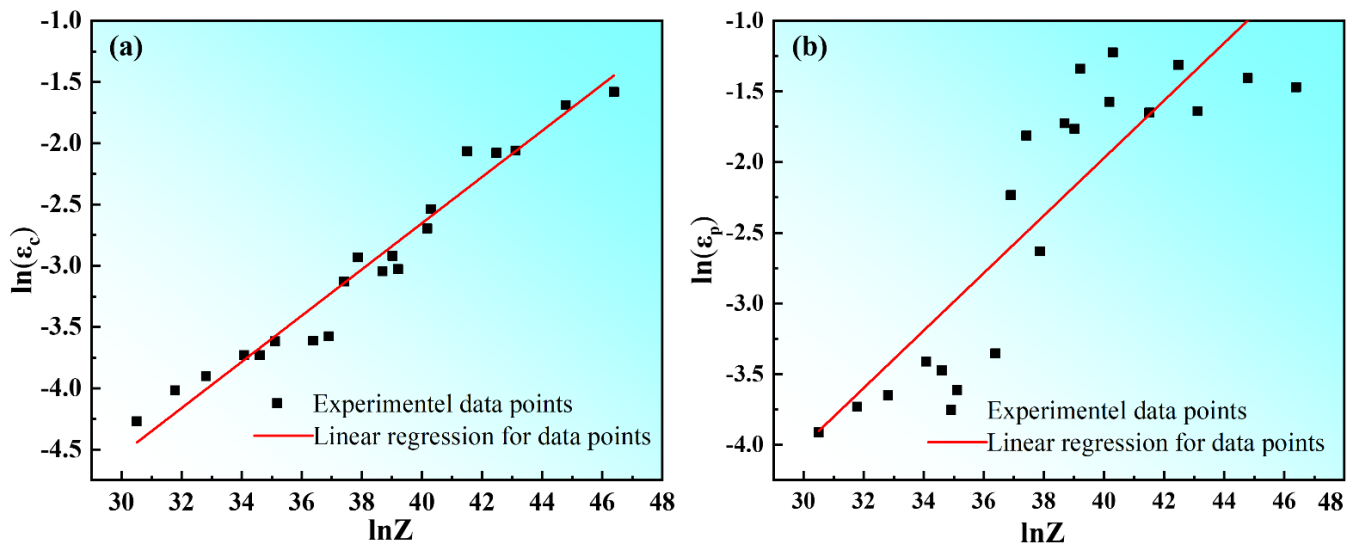 (a)
-1.0
-1.5
-2.0
-2.5
-3.0
-3.5
-4.0
-4.5
ln(εc)
Experimentel data points
Linear regression for data points
30 32 34 36 38 40 42 44 46 48
lnZ
(b)
-1.0
-1.5
-2.0
-2.5
-3.0
-3.5
-4.0
ln(εp)
Experimentel data points
Linear regression for data points
30 32 34 36 38 40 42 44 46 48
lnZ